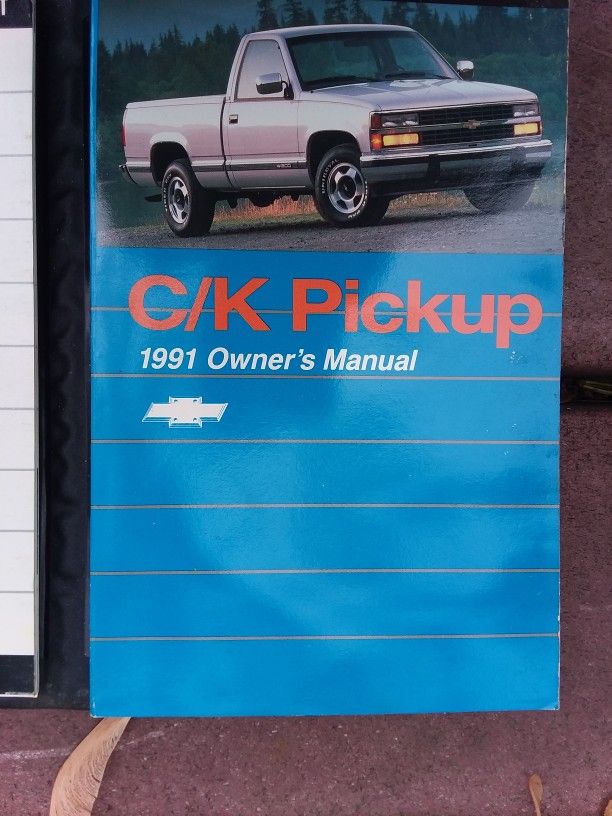 T
C/K Pickup
1991 Owner's Manual